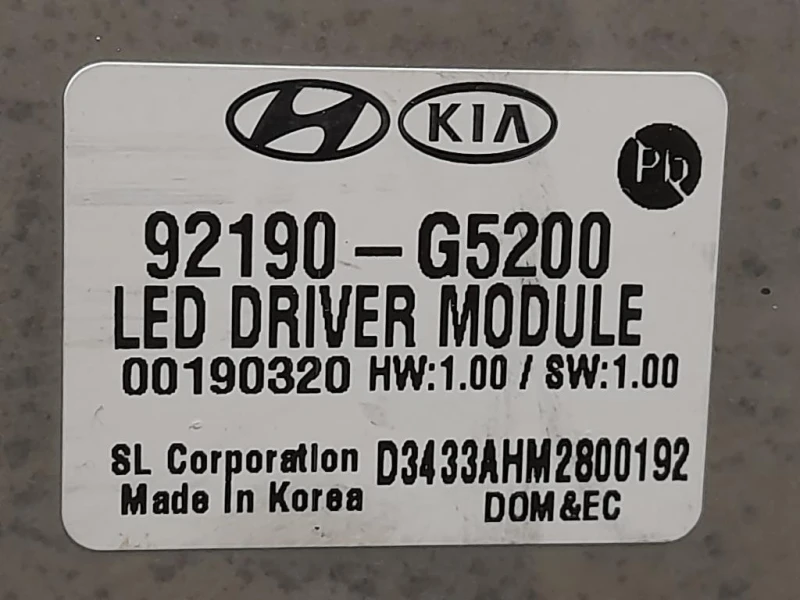 KIA
Pb
92190-G5200
LED DRIVER MODULE
00190320 HW:1.00 / SW:1.00
SL Corporation D3433AHM2800192
Made In Korea DOM&EC